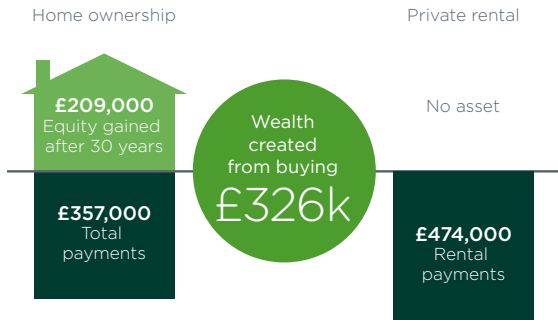 Home ownership
Private rental
£209,000
Equity gained
after 30 years
Wealth
created
from buying
£326k
No asset
£357,000
Total
payments
£474,000
Rental
payments